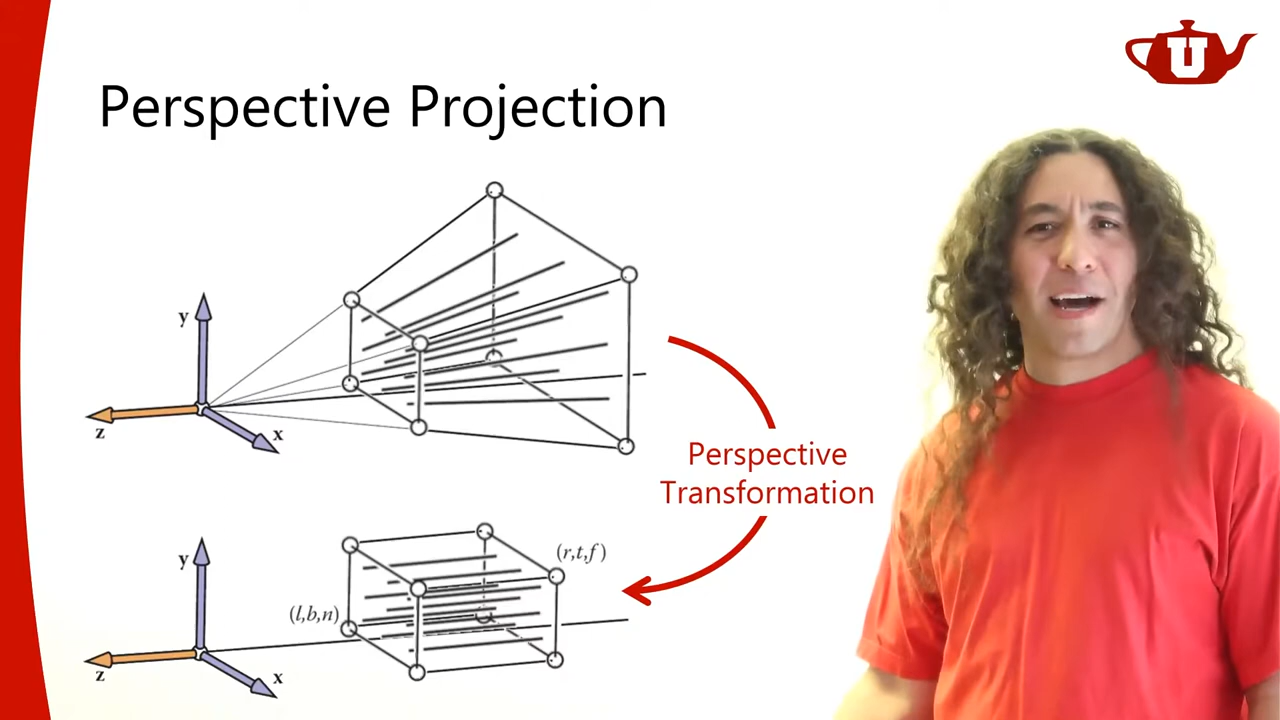 U
Perspective Projection
y
z
x
Perspective
Transformation
y
(r,t,f)
(l,b,n)
z
x